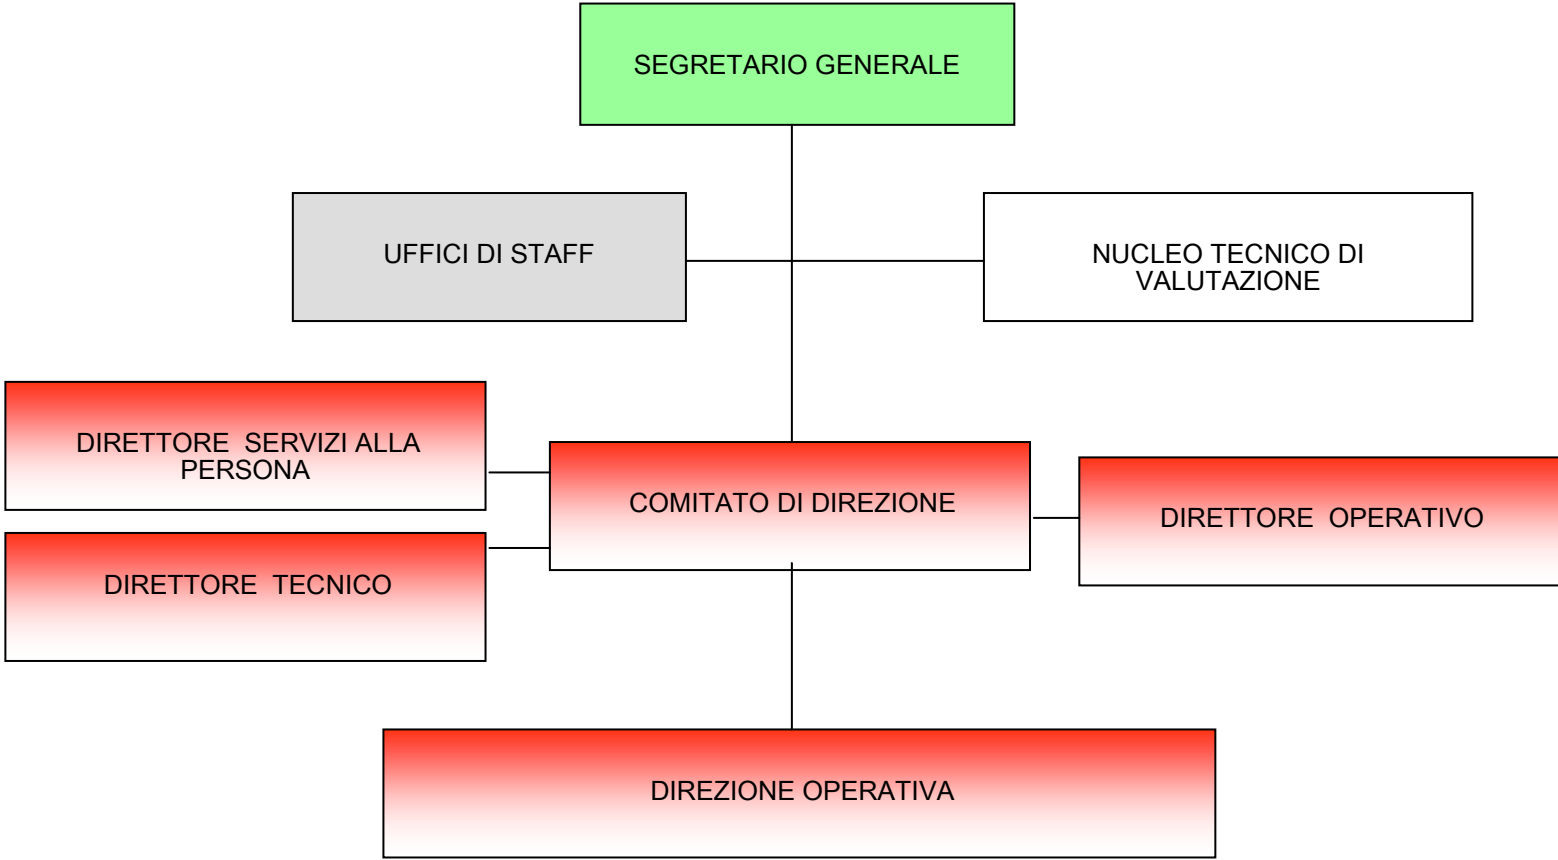 SEGRETARIO GENERALE
UFFICI DI STAFF
NUCLEO TECNICO DI
VALUTAZIONE
DIRETTORE  SERVIZI ALLA
PERSONA
COMITATO DI DIREZIONE
DIRETTORE  OPERATIVO
DIRETTORE  TECNICO
DIREZIONE OPERATIVA